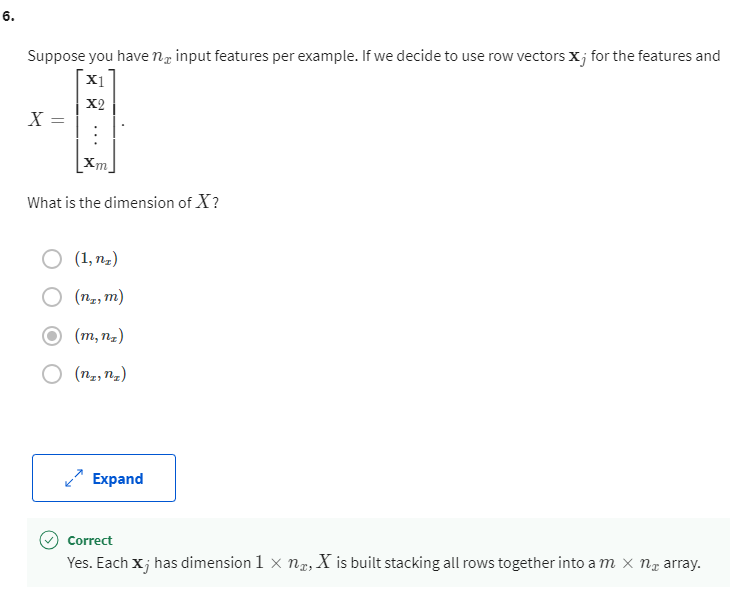 6.
Suppose you have $n_x$ input features per example. If we decide to use row vectors $\mathbf{x}_j$ for the features and
$X = \begin{bmatrix} \mathbf{x}_1 \\ \mathbf{x}_2 \\ \vdots \\ \mathbf{x}_m \end{bmatrix}.$
What is the dimension of $X$?
$(1, n_x)$
$(n_x, m)$
$(m, n_x)$
$(n_x, n_x)$
Expand
Correct
Yes. Each $\mathbf{x}_j$ has dimension $1 \times n_x$, $X$ is built stacking all rows together into a $m \times n_x$ array.